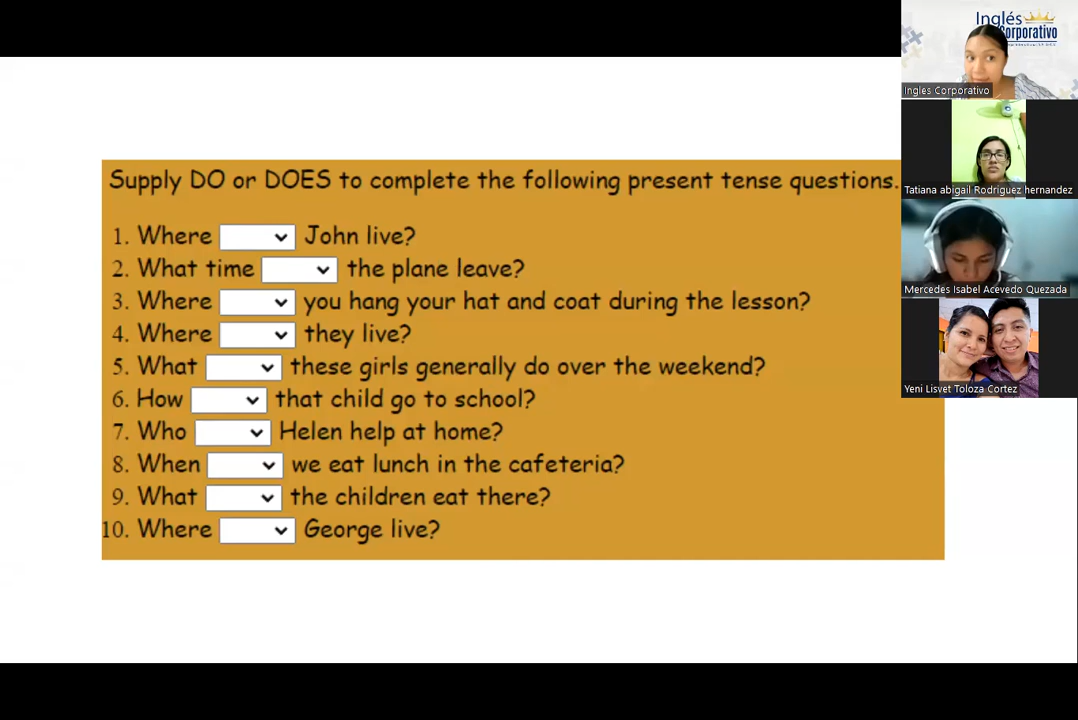 Supply DO or DOES to complete the following present tense questions.
1. Where John live?
2. What time the plane leave?
3. Where you hang your hat and coat during the lesson?
4. Where they live?
5. What these girls generally do over the weekend?
6. How that child go to school?
7. Who Helen help at home?
8. When we eat lunch in the cafeteria?
9. What the children eat there?
10. Where George live?
Inglés
Corporativo
Ingles Corporativo
Tatiana abigail Rodríguez hernandez
Mercedes Isabel Acevedo Quezada
Yeni Lisvet Toloza Cortez